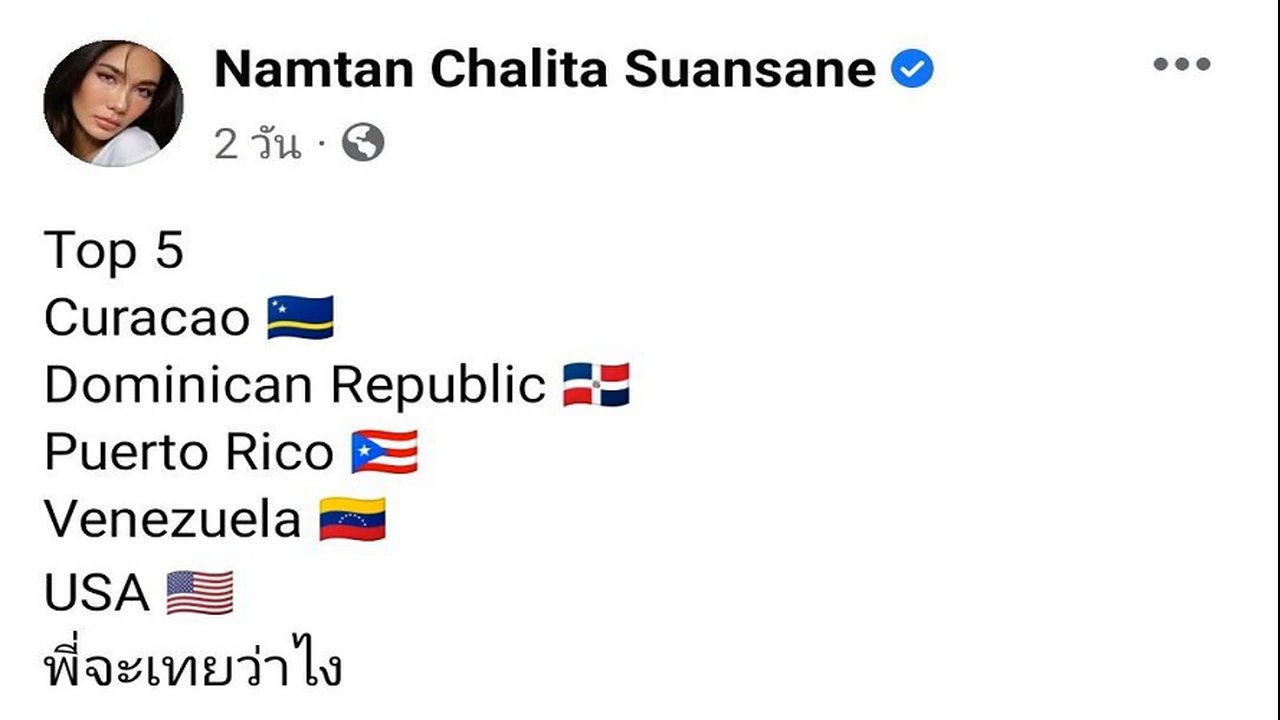 Namtan Chalita Suansane
2 วัน ·
Top 5
Curacao 🇨🇼
Dominican Republic 🇩🇴
Puerto Rico 🇵🇷
Venezuela 🇻🇪
USA 🇺🇸
พี่จะเทยว่าไง